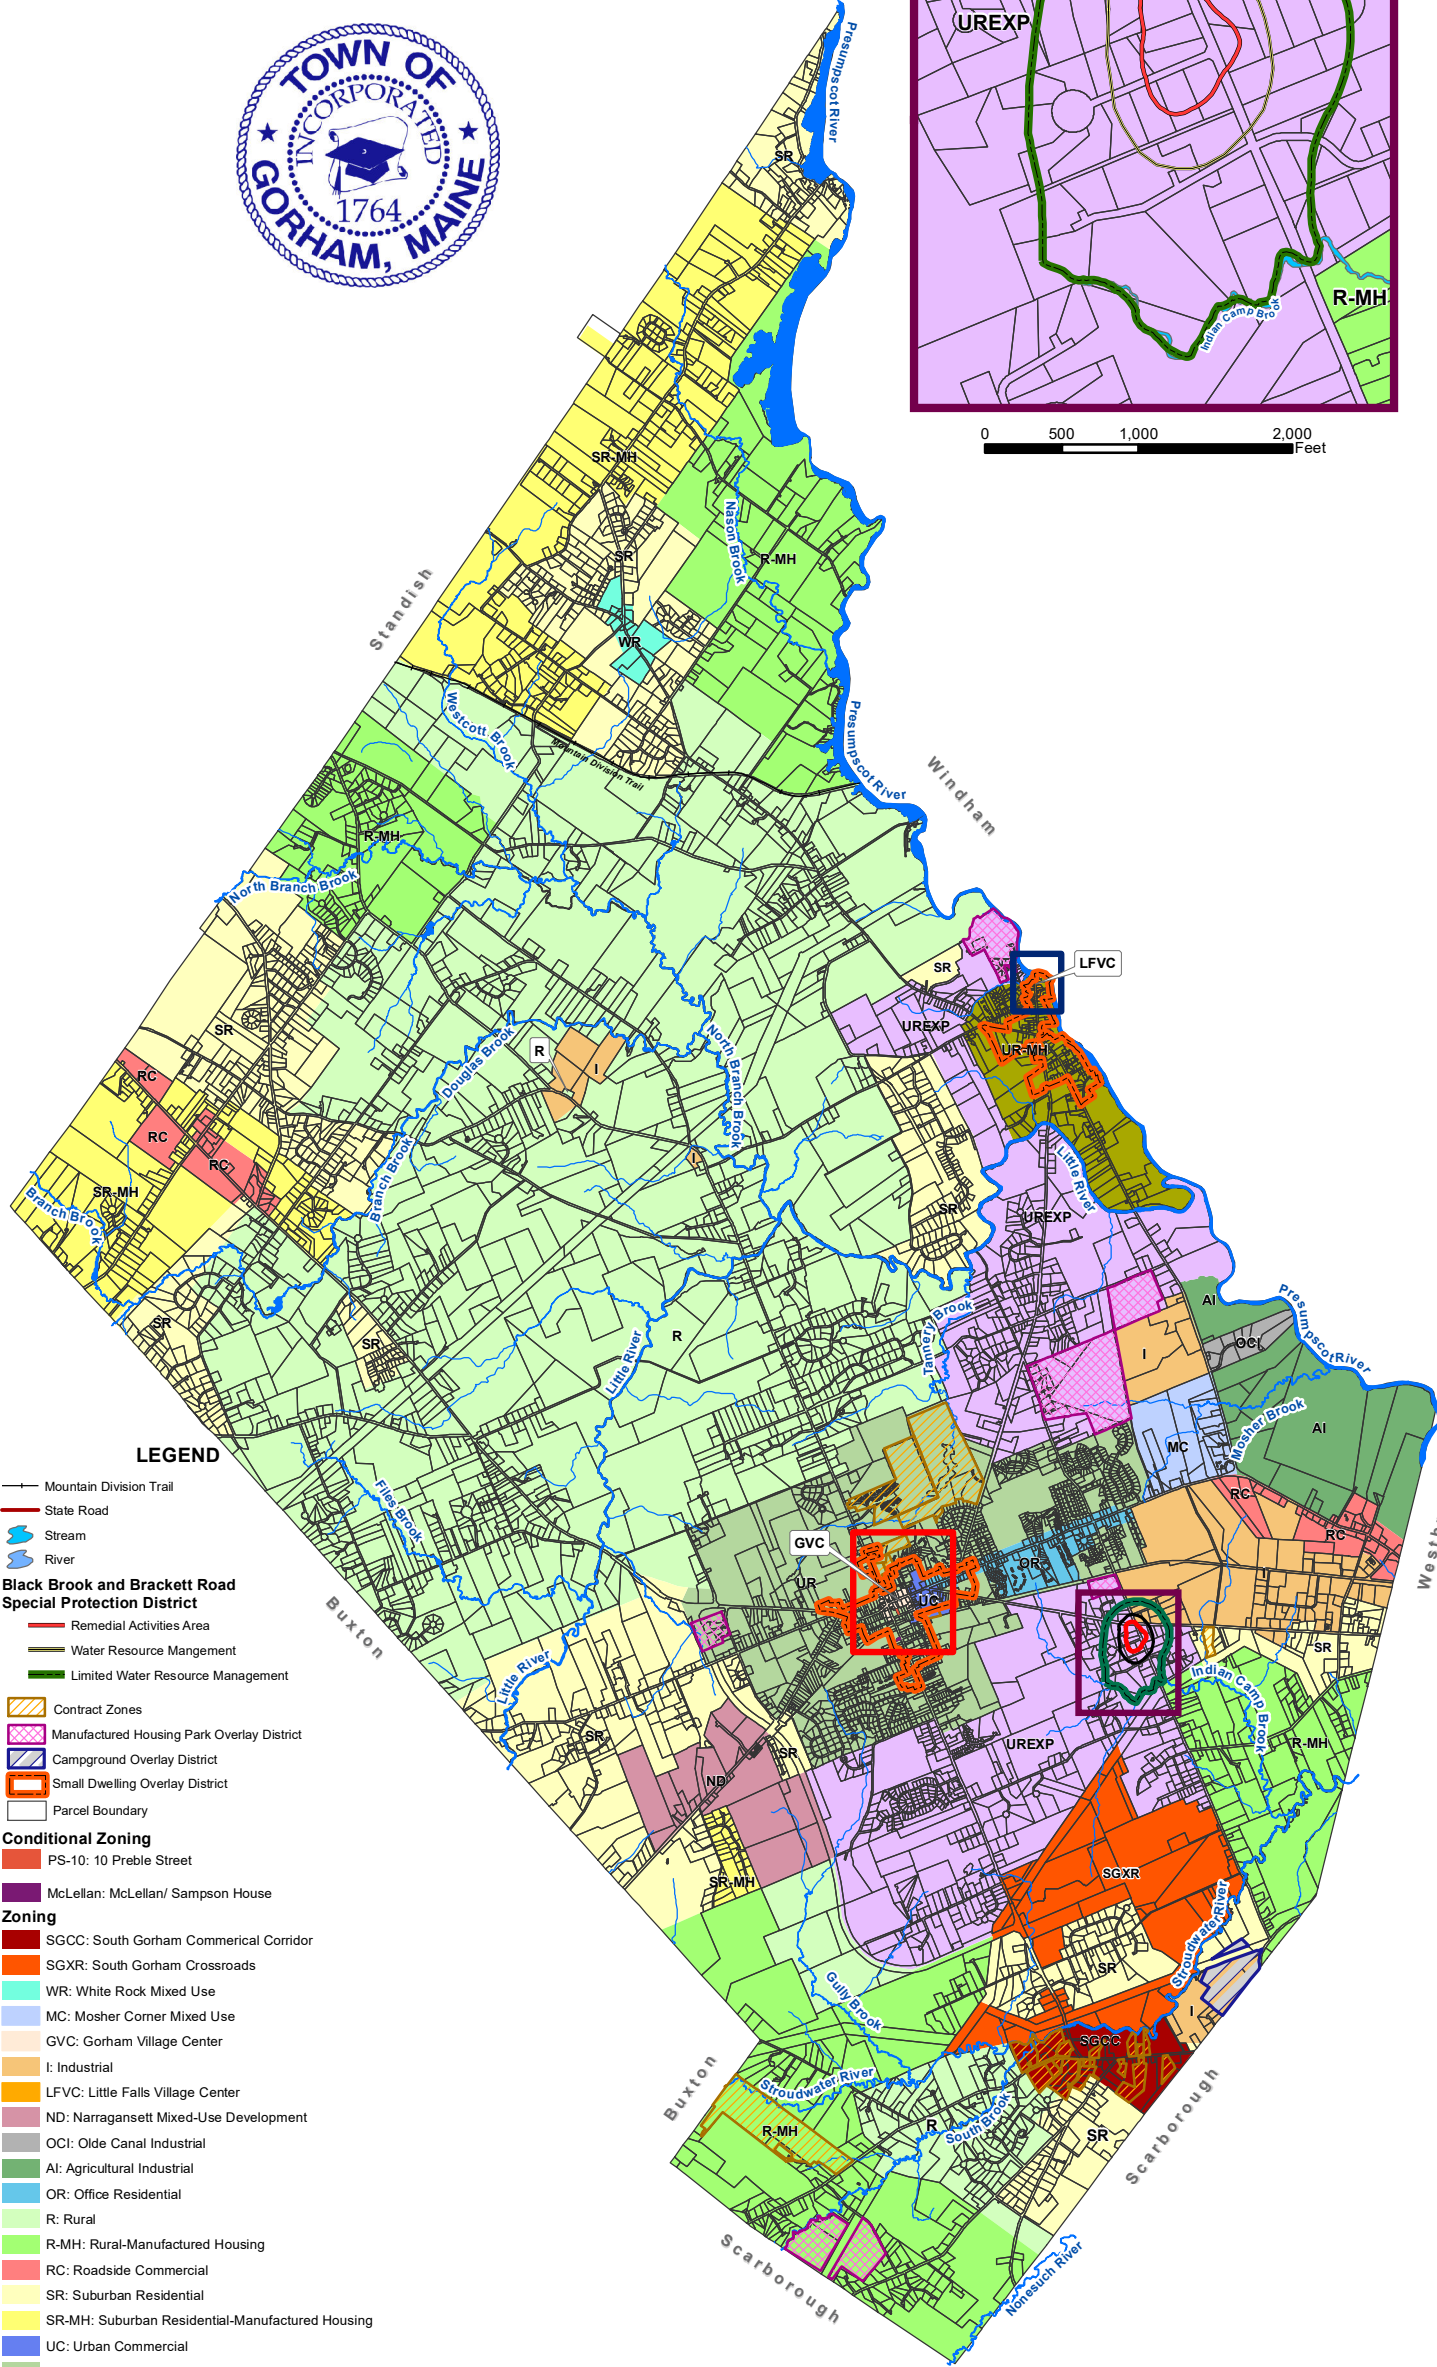 TOWN OF
GORHAM, MAINE
INCORPORATED
1764
UREXP
R-MH
Indian Camp Brook
0 500 1,000 2,000
Feet
Presumpscot River
SR
SR-MH
Nason Brook
R-MH
SR
WR
Standish
Westcott Brook
Mountain Division Trail
Presumpscot River
Windham
R-MH
North Branch Brook
SR
LFVC
SR
UREXP
UR-MH
R
I
Douglas Brook
North Branch Brook
RC
RC
RC
SR-MH
Branch Brook
Branch Brook
I
Little River
SR
UREXP
SR
SR
R
Little River
Tannery Brook
AI
OCI
Presumpscot River
I
MC
Mosher Brook
AI
RC
RC
Files Brook
GVC
UR
UC
OR
I
SR
Buxton
Little River
SR
SR
ND
SR-MH
UREXP
Indian Camp Brook
R-MH
SGXR
SR
Stroudwater River
I
SGCC
Gully Brook
Buxton
Stroudwater River
R-MH
R
South Brook
SR
Scarborough
Scarborough
Nonesuch River
LEGEND
Mountain Division Trail
State Road
Stream
River
Black Brook and Brackett Road
Special Protection District
Remedial Activities Area
Water Resource Mangement
Limited Water Resource Management
Contract Zones
Manufactured Housing Park Overlay District
Campground Overlay District
Small Dwelling Overlay District
Parcel Boundary
Conditional Zoning
PS-10: 10 Preble Street
McLellan: McLellan/ Sampson House
Zoning
SGCC: South Gorham Commerical Corridor
SGXR: South Gorham Crossroads
WR: White Rock Mixed Use
MC: Mosher Corner Mixed Use
GVC: Gorham Village Center
I: Industrial
LFVC: Little Falls Village Center
ND: Narragansett Mixed-Use Development
OCI: Olde Canal Industrial
AI: Agricultural Industrial
OR: Office Residential
R: Rural
R-MH: Rural-Manufactured Housing
RC: Roadside Commercial
SR: Suburban Residential
SR-MH: Suburban Residential-Manufactured Housing
UC: Urban Commercial